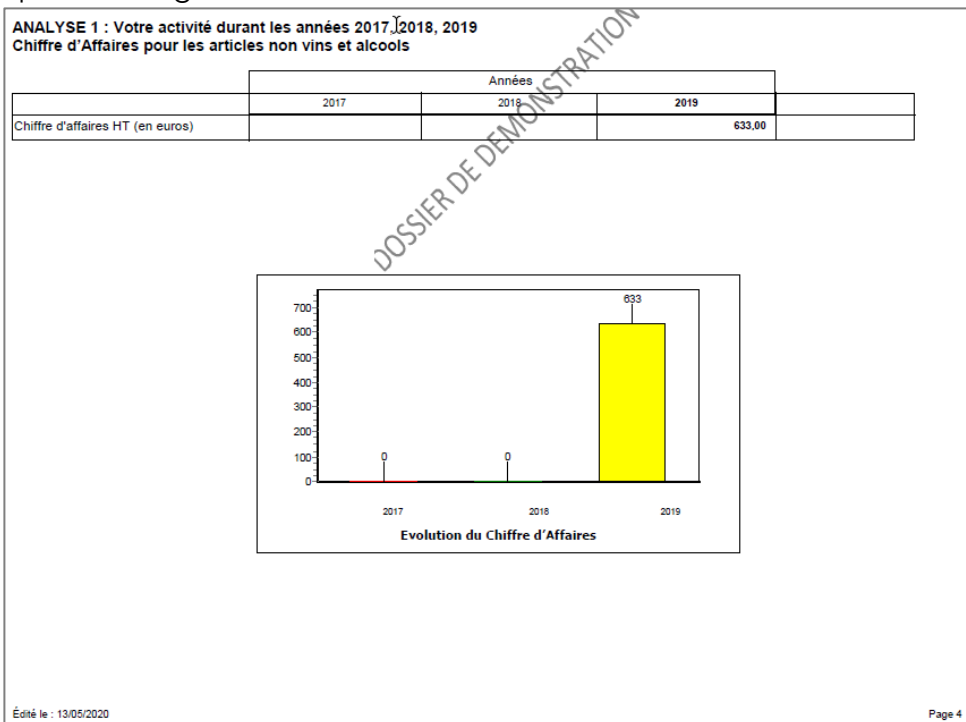 ANALYSE 1 : Votre activité durant les années 2017, 2018, 2019
Chiffre d'Affaires pour les articles non vins et alcools
Années
2017 2018 2019
Chiffre d'affaires HT (en euros) 633,00
DOSSIER DE DEMONSTRATION
700
600
500
400
300
200
100
0
0 0 633
2017 2018 2019
Evolution du Chiffre d'Affaires
Édité le : 13/05/2020 Page 4